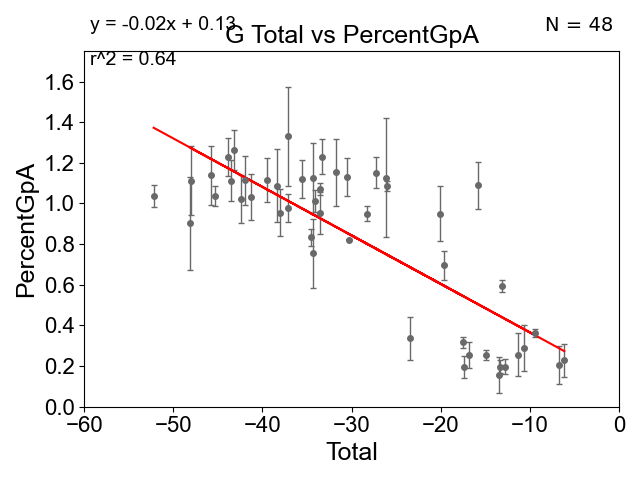 y = -0.02x + 0.13
G Total vs PercentGpA
N = 48
r^2 = 0.64
PercentGpA
1.6
1.4
1.2
1.0
0.8
0.6
0.4
0.2
0.0
−60
−50
−40
−30
−20
−10
0
Total